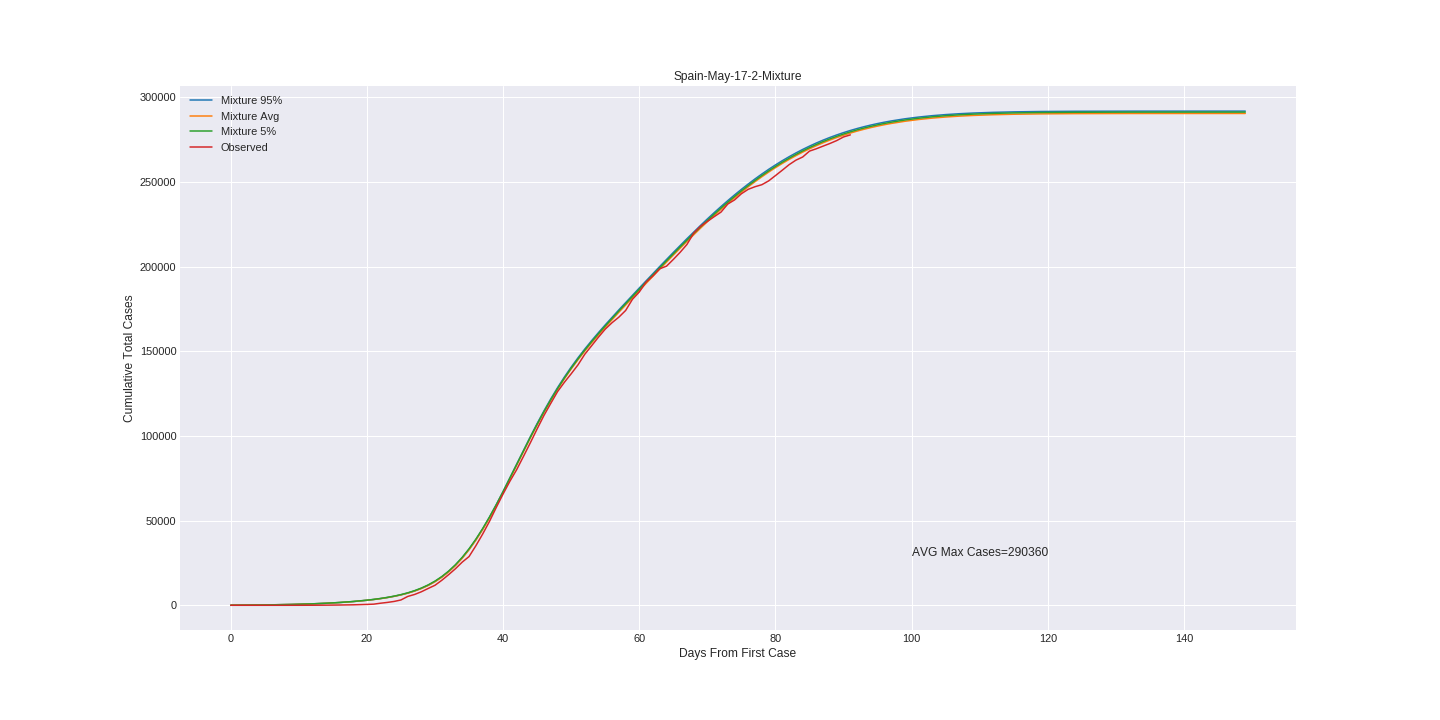 Spain-May-17-2-Mixture
Mixture 95%
Mixture Avg
Mixture 5%
Observed
300000
250000
200000
150000
100000
50000
0
Cumulative Total Cases
AVG Max Cases=290360
0 20 40 60 80 100 120 140
Days From First Case